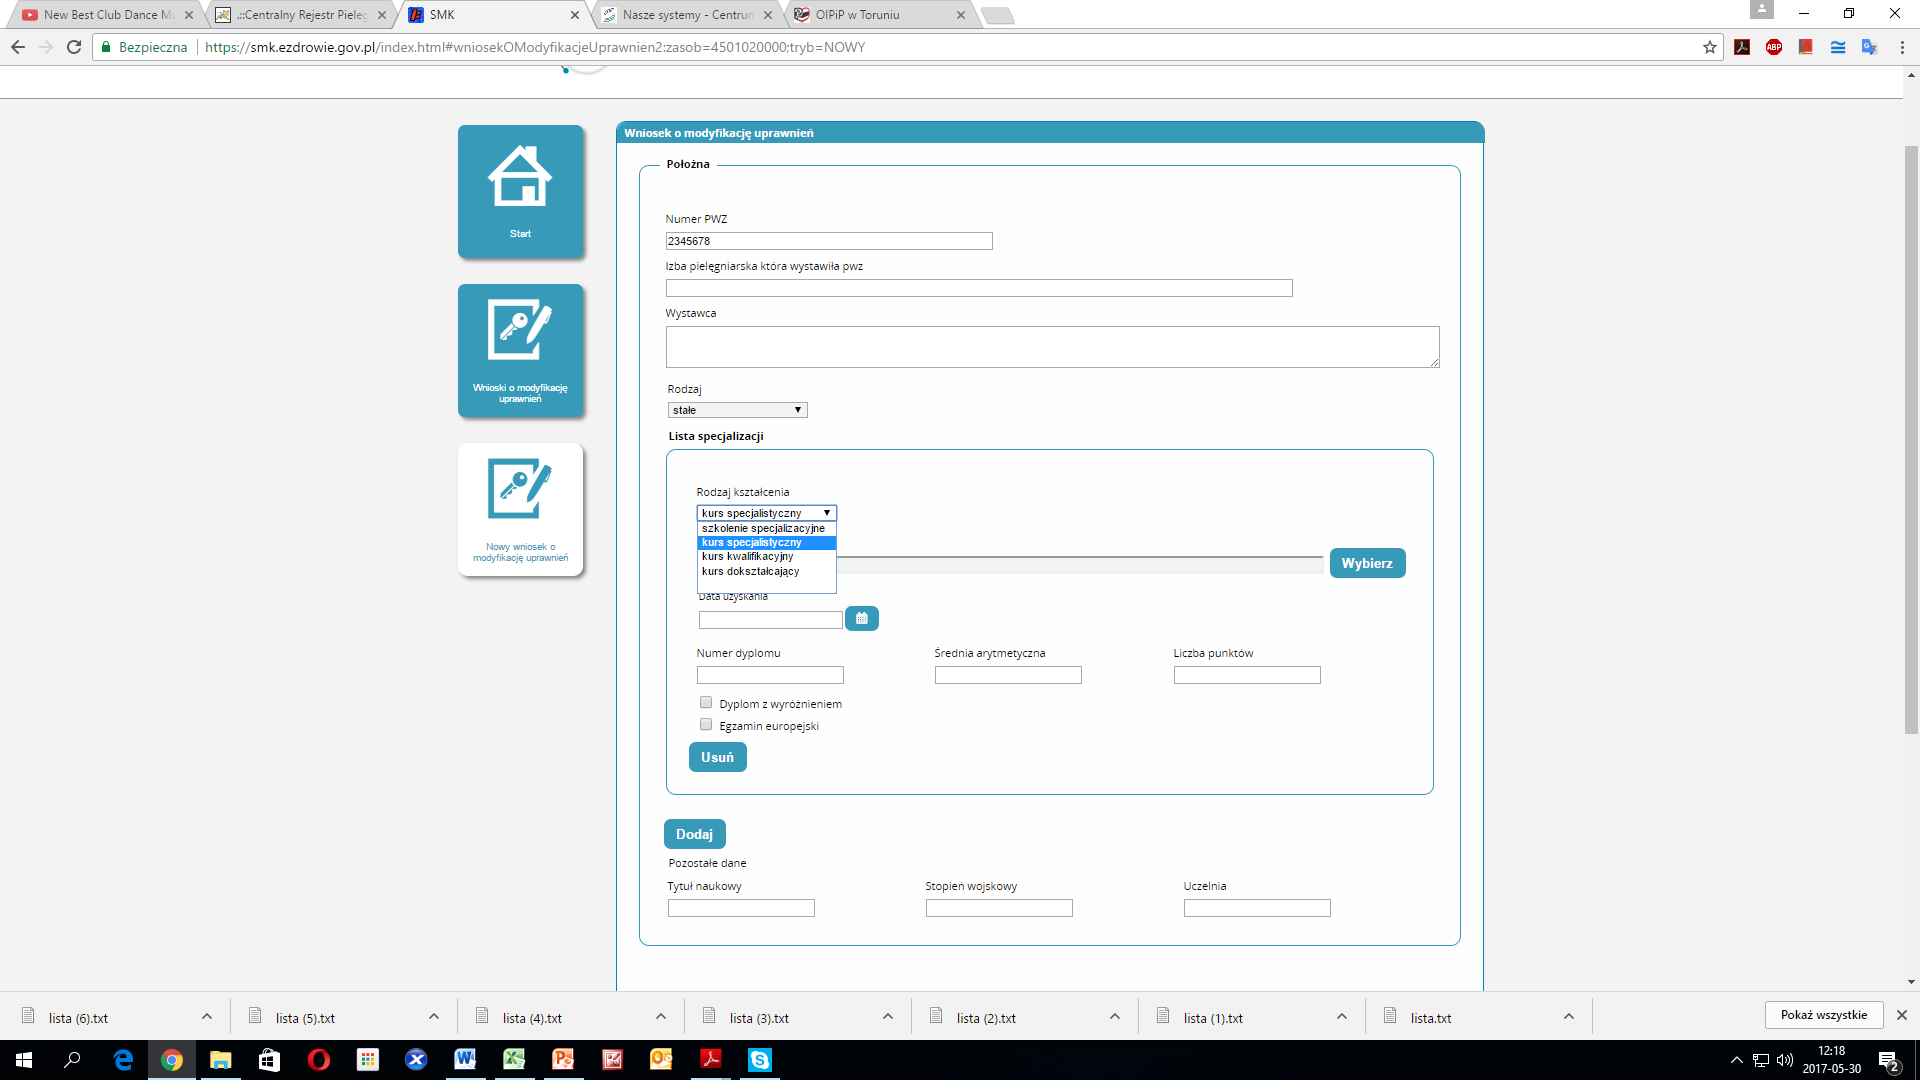 New Best Club Dance Mu
.::Centralny Rejestr Pieleg
SMK
Nasze systemy - Centrum
OIPiP w Toruniu
Bezpieczna
https://smk.ezdrowie.gov.pl/index.html#wniosekOModyfikacjeUprawnien2:zasob=4501020000;tryb=NOWY
ABP
Start
Wnioski o modyfikację
uprawnień
Nowy wniosek o
modyfikację uprawnień
Wniosek o modyfikację uprawnień
Położna
Numer PWZ
2345678
Izba pielęgniarska która wystawiła pwz
Wystawca
Rodzaj
stałe
Lista specjalizacji
Rodzaj kształcenia
kurs specjalistyczny
szkolenie specjalizacyjne
kurs specjalistyczny
kurs kwalifikacyjny
kurs dokształcający
Wybierz
Data uzyskania
Numer dyplomu
Średnia arytmetyczna
Liczba punktów
Dyplom z wyróżnieniem
Egzamin europejski
Usuń
Dodaj
Pozostałe dane
Tytuł naukowy
Stopień wojskowy
Uczelnia
lista (6).txt
lista (5).txt
lista (4).txt
lista (3).txt
lista (2).txt
lista (1).txt
lista.txt
Pokaż wszystkie
12:18
2017-05-30
2